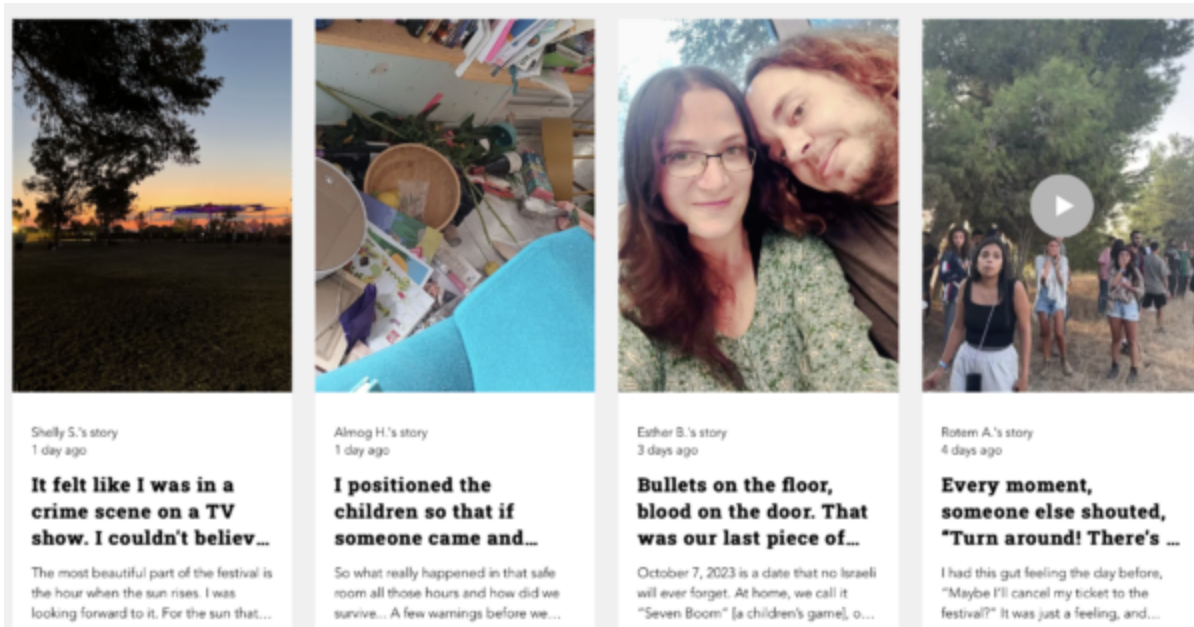 Shelly S.'s story
1 day ago
It felt like I was in a
crime scene on a TV
show. I couldn't believ...
The most beautiful part of the festival is
the hour when the sun rises. I was
looking forward to it. For the sun that...
Almog H.'s story
1 day ago
I positioned the
children so that if
someone came and...
So what really happened in that safe
room all those hours and how did we
survive... A few warnings before we...
Esther B.'s story
3 days ago
Bullets on the floor,
blood on the door. That
was our last piece of...
October 7, 2023 is a date that no Israeli
will ever forget. At home, we call it
"Seven Boom" [a children's game], o...
Rotem A.'s story
4 days ago
Every moment,
someone else shouted,
"Turn around! There's ...
I had this gut feeling the day before,
"Maybe I'll cancel my ticket to the
festival?" It was just a feeling, and...